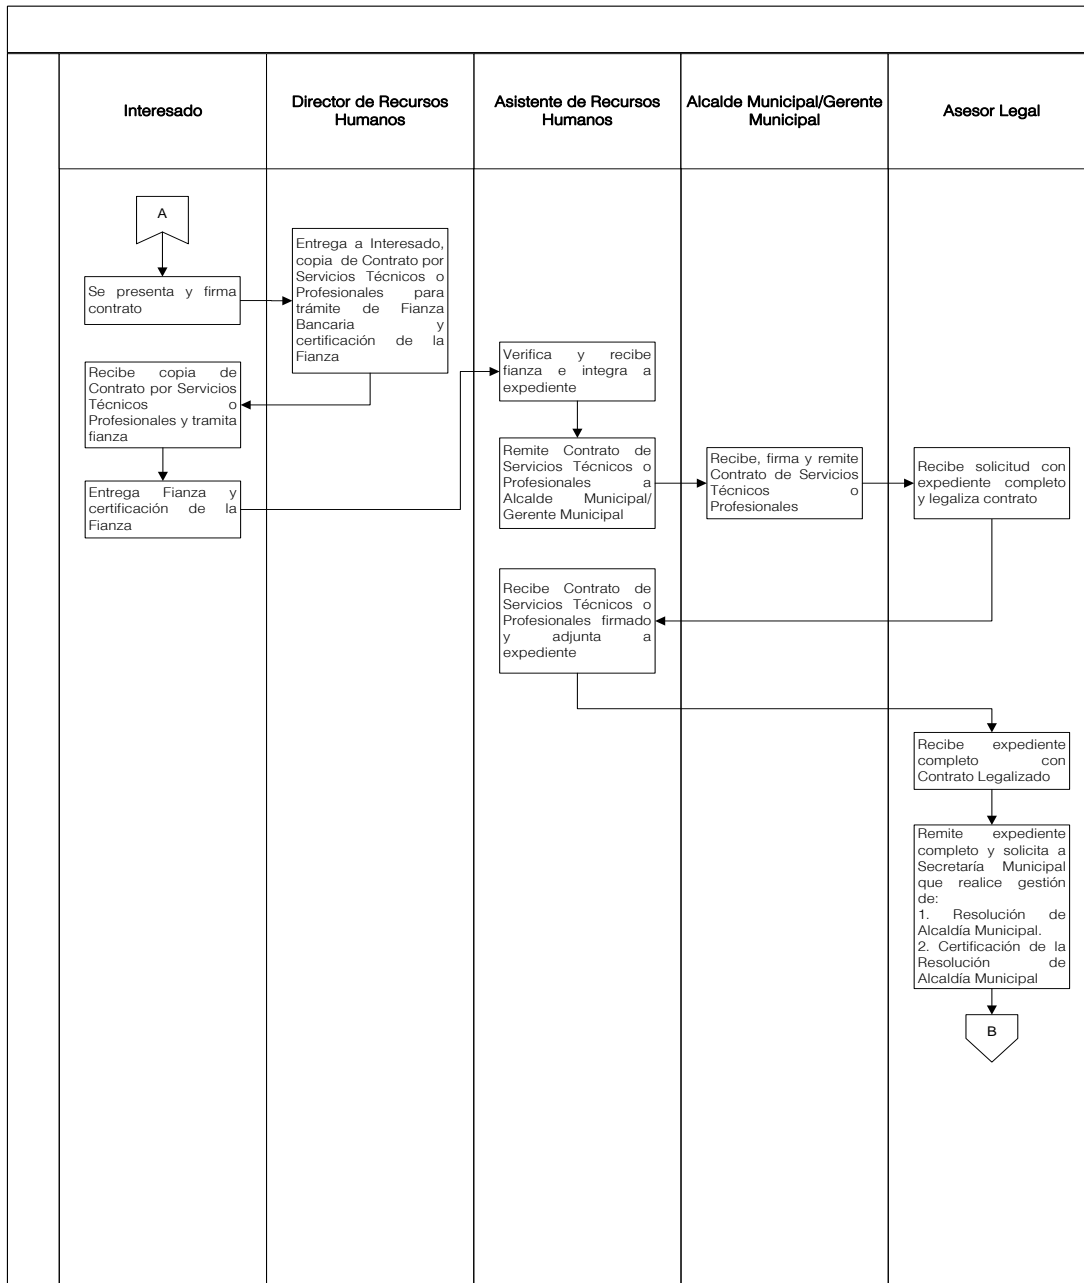 Interesado
Director de Recursos
Humanos
Asistente de Recursos
Humanos
Alcalde Municipal/Gerente
Municipal
Asesor Legal
A
Se presenta y firma
contrato
Entrega a Interesado,
copia de Contrato por
Servicios Técnicos o
Profesionales para
trámite de Fianza
Bancaria y
certificación de la
Fianza
Recibe copia de
Contrato por Servicios
Técnicos o
Profesionales y tramita
fianza
Entrega Fianza y
certificación de la
Fianza
Verifica y recibe
fianza e integra a
expediente
Remite Contrato de
Servicios Técnicos o
Profesionales a
Alcalde Municipal/
Gerente Municipal
Recibe, firma y remite
Contrato de Servicios
Técnicos o
Profesionales
Recibe solicitud con
expediente completo
y legaliza contrato
Recibe Contrato de
Servicios Técnicos o
Profesionales firmado
y adjunta a
expediente
Recibe expediente
completo con
Contrato Legalizado
Remite expediente
completo y solicita a
Secretaría Municipal
que realice gestión
de:
1. Resolución de
Alcaldía Municipal.
2. Certificación de la
Resolución de
Alcaldía Municipal
B